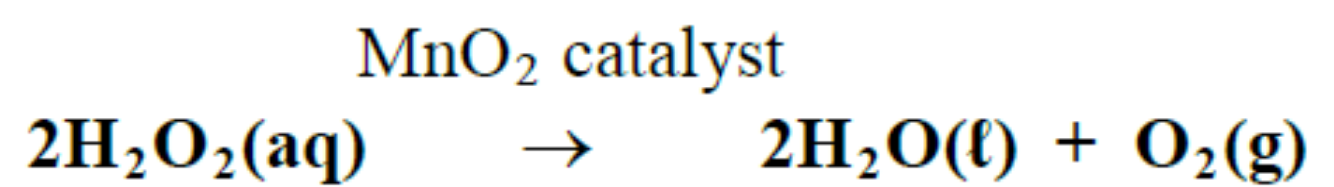 MnO₂ catalyst
2H₂O₂(aq) → 2H₂O(ℓ) + O₂(g)